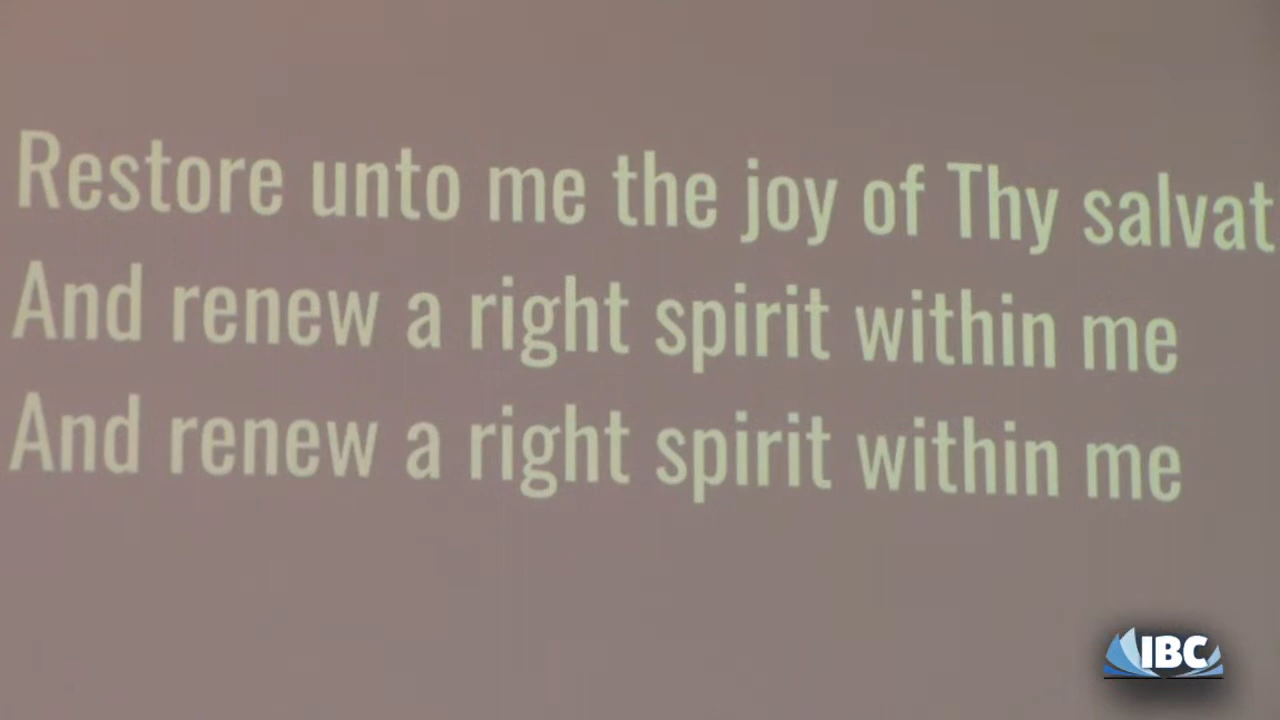 Restore unto me the joy of Thy salvat
And renew a right spirit within me
And renew a right spirit within me
IBC